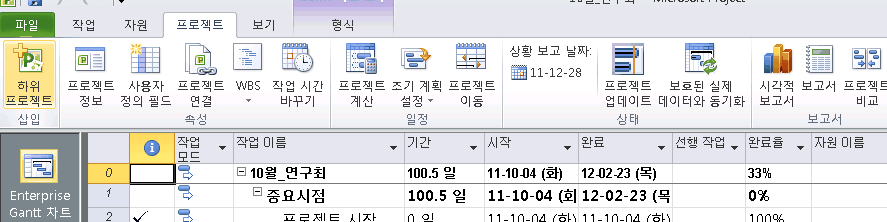 Microsoft Project
파일 작업 자원 프로젝트 보기 형식
하위
프로젝트
프로젝트
정보
사용자
정의 필드
프로젝트
연결
WBS
작업 시간
바꾸기
프로젝트
계산
초기 계획
설정
프로젝트
이동
상황 보고 날짜:
11-12-28
프로젝트
업데이트
보호된 실제
데이터와 동기화
시각적
보고서
보고서
프로젝트
비교
삽입 속성 일정 상태 보고서
작업
모드
작업 이름 기간 시작 완료 선행 작업 완료율 자원 이름
0 10월_연구최 100.5 일 11-10-04 (화) 12-02-23 (목) 33%
1 중요시점 100.5 일 11-10-04 (화 12-02-23 (목 0%
2 프로젝트 시작 0 일 11-10-04 (화) 11-10-04 (화) 100%
Enterprise
Gantt 차트